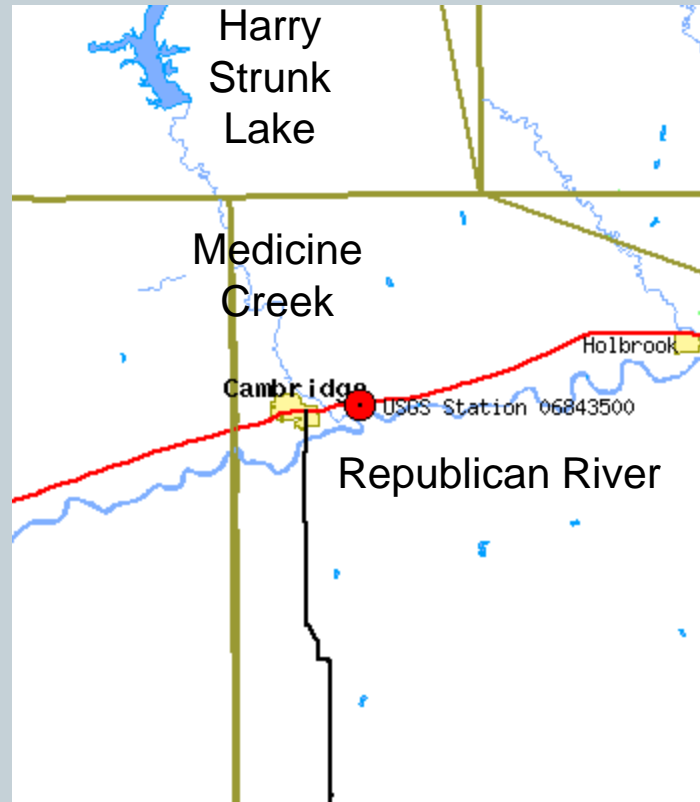 Harry
Strunk
Lake
Medicine
Creek
Holbrook
Cambridge
USGS Station 06843500
Republican River